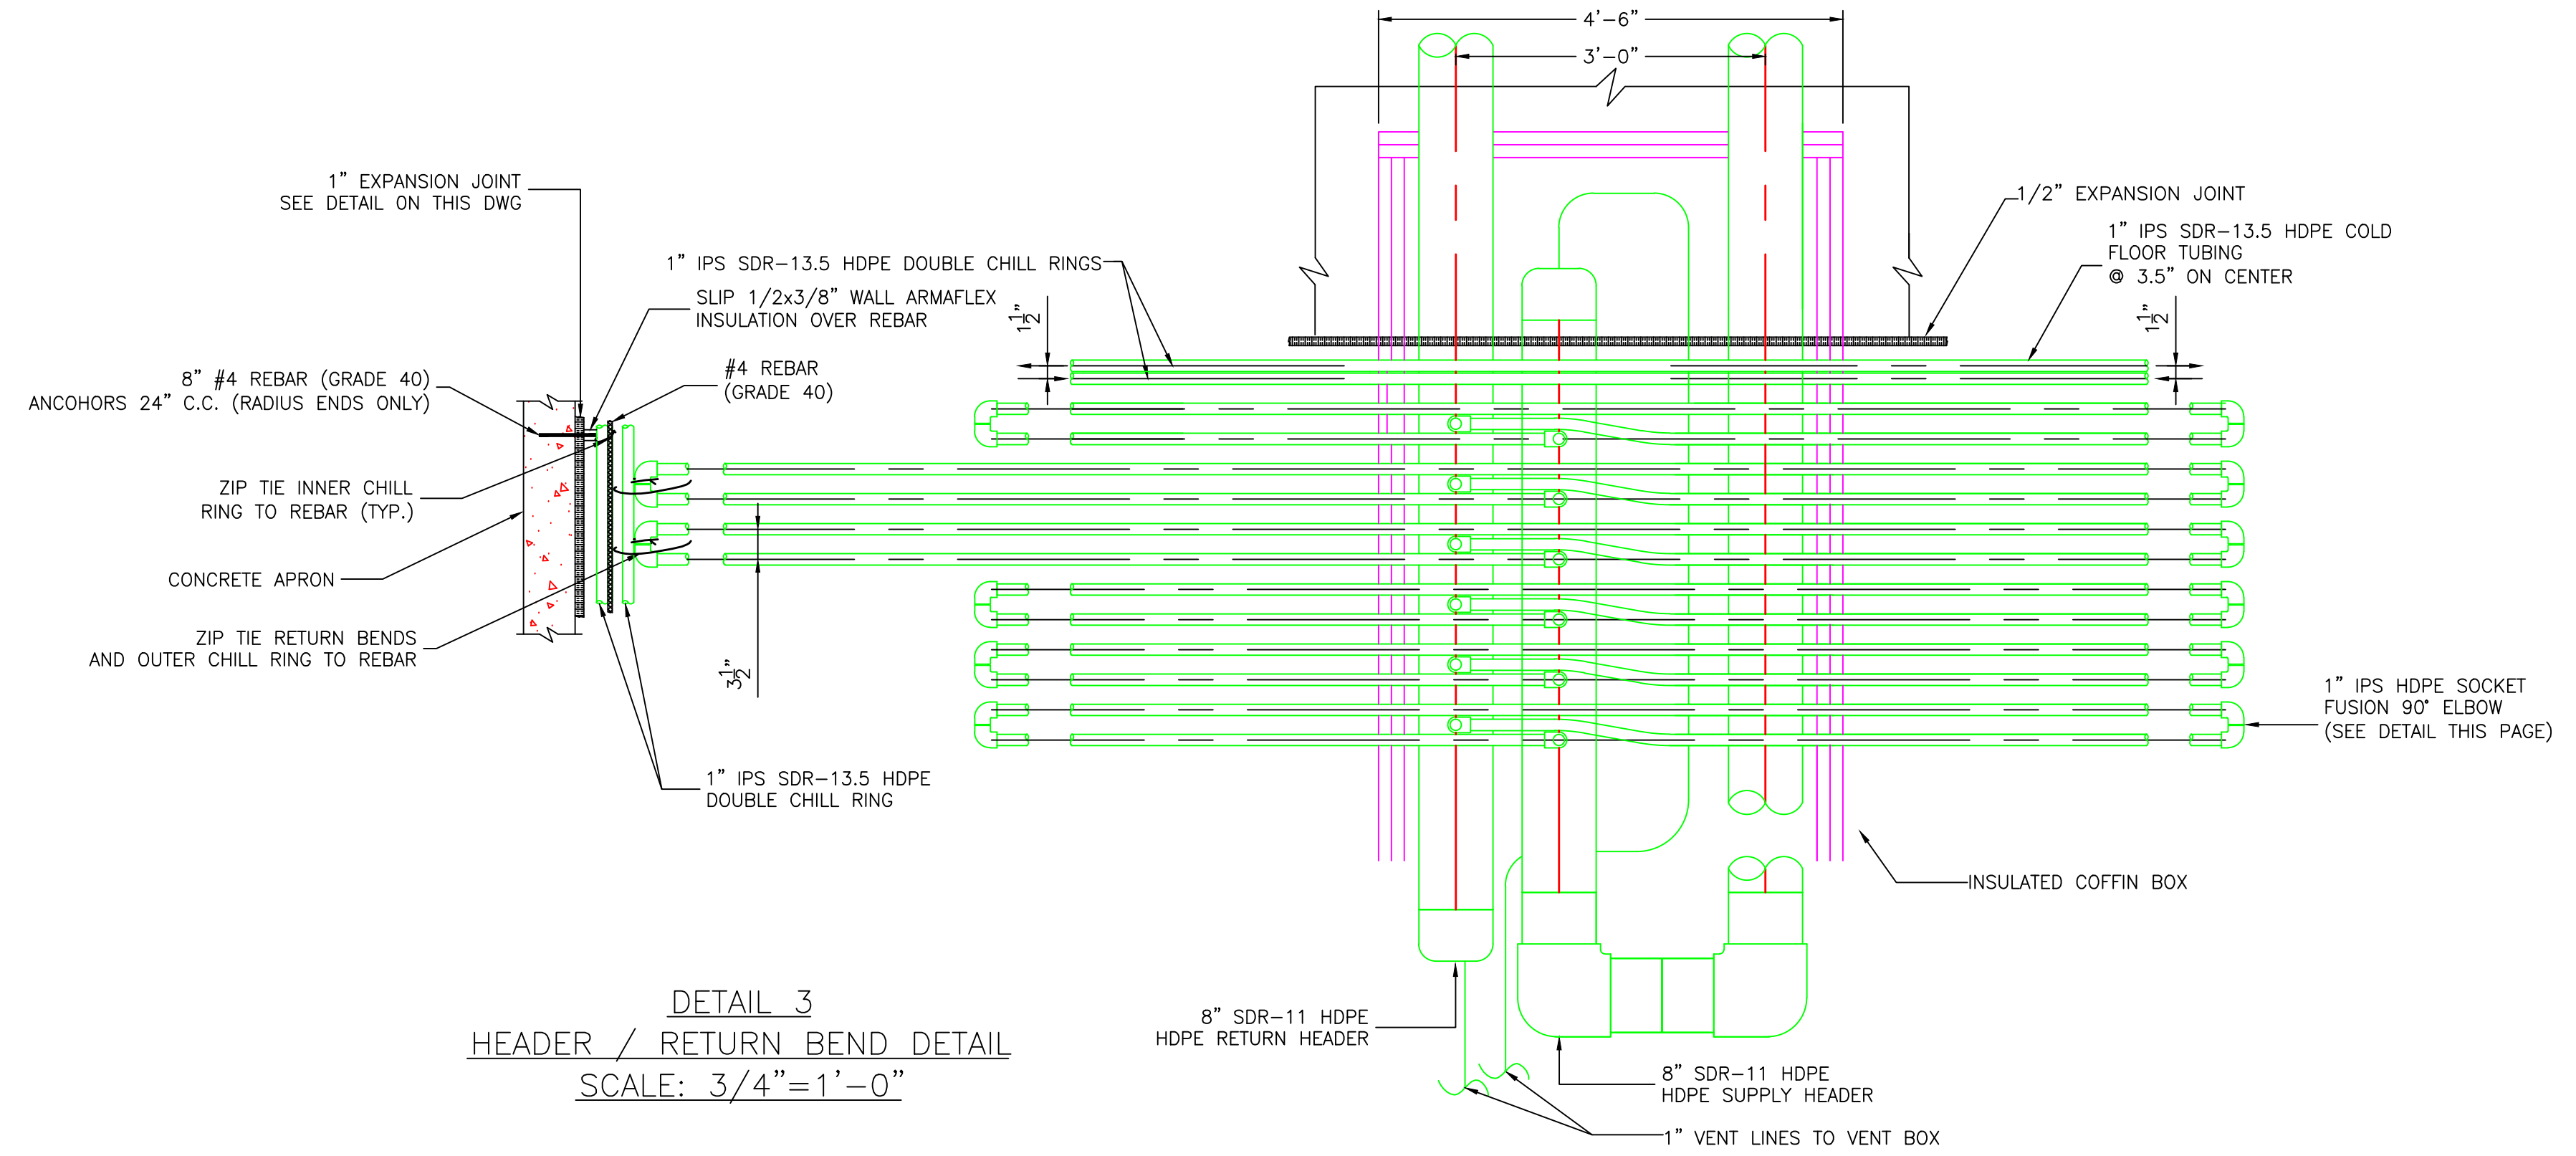 4'-6"
3'-0"
1" EXPANSION JOINT
SEE DETAIL ON THIS DWG
1/2" EXPANSION JOINT
1" IPS SDR-13.5 HDPE COLD
FLOOR TUBING
@ 3.5" ON CENTER
1" IPS SDR-13.5 HDPE DOUBLE CHILL RINGS
SLIP 1/2x3/8" WALL ARMAFLEX
INSULATION OVER REBAR
1 1/2"
1 1/2"
8" #4 REBAR (GRADE 40)
ANCOHORS 24" C.C. (RADIUS ENDS ONLY)
#4 REBAR
(GRADE 40)
ZIP TIE INNER CHILL
RING TO REBAR (TYP.)
CONCRETE APRON
ZIP TIE RETURN BENDS
AND OUTER CHILL RING TO REBAR
3 1/2"
1" IPS HDPE SOCKET
FUSION 90° ELBOW
(SEE DETAIL THIS PAGE)
1" IPS SDR-13.5 HDPE
DOUBLE CHILL RING
INSULATED COFFIN BOX
DETAIL 3
HEADER / RETURN BEND DETAIL
SCALE: 3/4"=1'-0"
8" SDR-11 HDPE
HDPE RETURN HEADER
8" SDR-11 HDPE
HDPE SUPPLY HEADER
1" VENT LINES TO VENT BOX